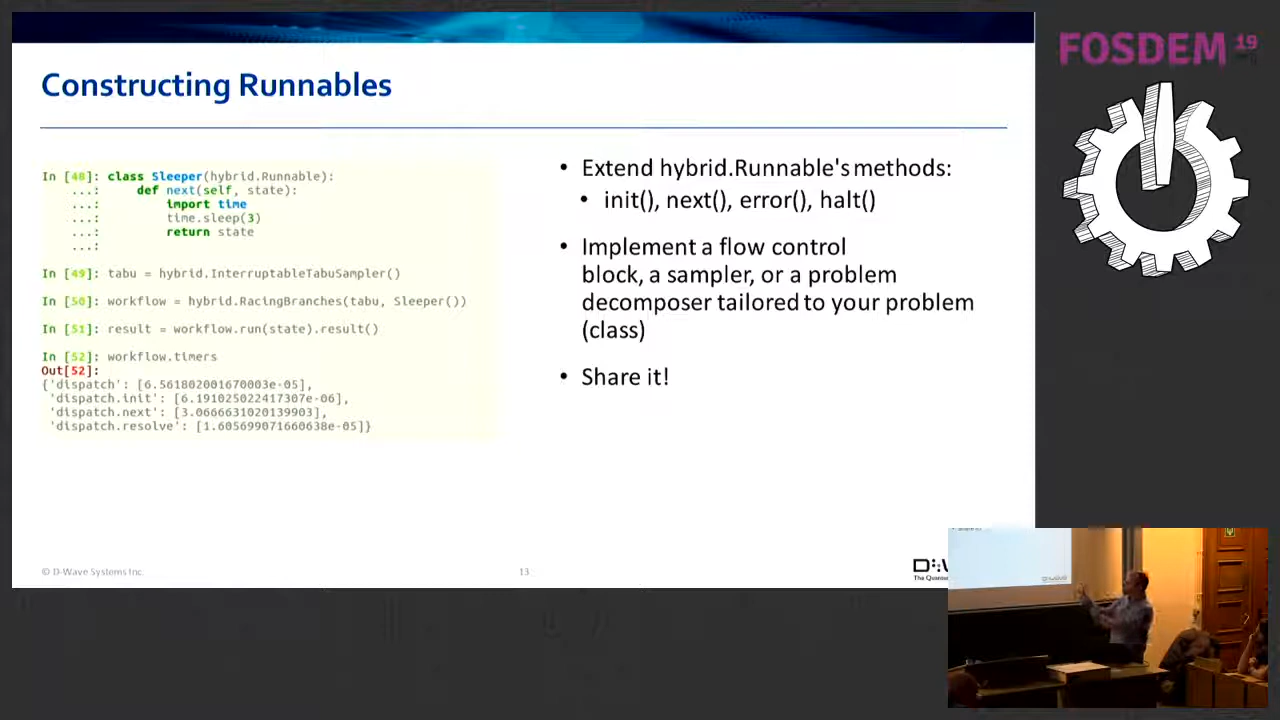 Constructing Runnables
In [48]: class Sleeper(hybrid.Runnable):
...:     def next(self, state):
...:         import time
...:         time.sleep(3)
...:         return state
...:
In [49]: tabu = hybrid.InterruptableTabuSampler()
In [50]: workflow = hybrid.RacingBranches(tabu, Sleeper())
In [51]: result = workflow.run(state).result()
In [52]: workflow.timers
Out[52]:
{'dispatch': [6.561802001670003e-05],
'dispatch.init': [6.191025022417307e-06],
'dispatch.next': [3.0666631020139903],
'dispatch.resolve': [1.605699071660638e-05]}
• Extend hybrid.Runnable's methods:
• init(), next(), error(), halt()
• Implement a flow control
block, a sampler, or a problem
decomposer tailored to your problem
(class)
• Share it!
© D-Wave Systems Inc.
13
FOSDEM 19